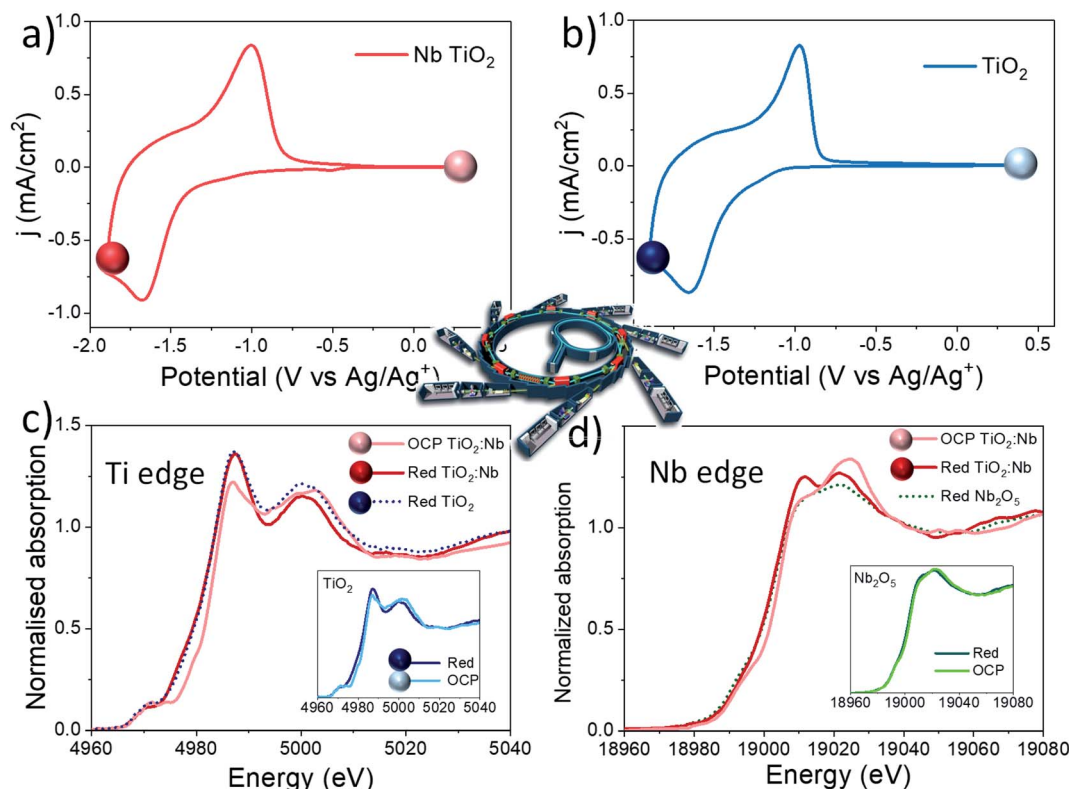 a)
Nb TiO₂
1.0
0.5
0.0
-0.5
-1.0
j (mA/cm²)
-2.0 -1.5 -1.0 -0.5 0.0
Potential (V vs Ag/Ag⁺)
b)
TiO₂
1.0
0.5
0.0
-0.5
-1.0
j (mA/cm²)
-1.5 -1.0 -0.5 0.0 0.5
Potential (V vs Ag/Ag⁺)
c)
Ti edge
OCP TiO₂:Nb
Red TiO₂:Nb
Red TiO₂
1.5
1.0
0.5
0.0
Normalised absorption
TiO₂
Red
OCP
4960 4980 5000 5020 5040
4960 4980 5000 5020 5040
Energy (eV)
d)
Nb edge
OCP TiO₂:Nb
Red TiO₂:Nb
Red Nb₂O₅
1.5
1.0
0.5
0.0
Normalized absorption
Nb₂O₅
Red
OCP
18960 19000 19040 19080
18960 18980 19000 19020 19040 19060 19080
Energy (eV)